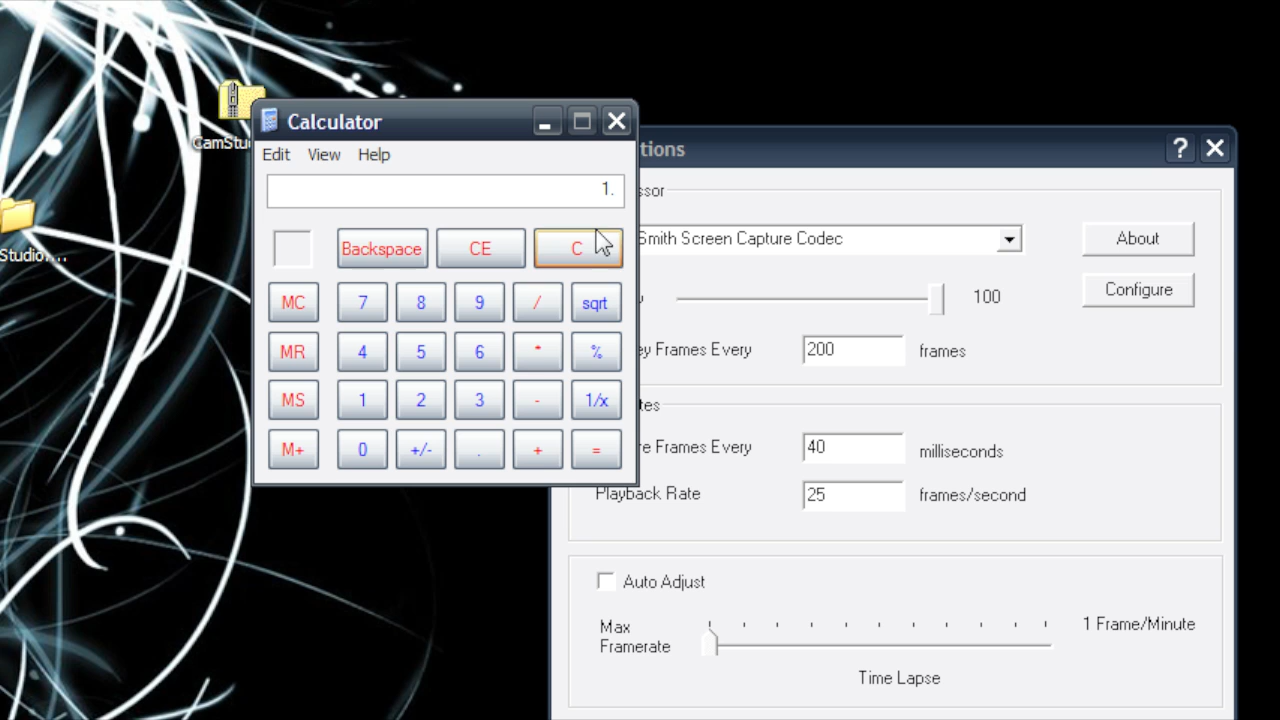 CamStu
Studio....
Calculator
Edit View Help
1.
Backspace CE C
MC 7 8 9 / sqrt
MR 4 5 6 * %
MS 1 2 3 - 1/x
M+ 0 +/- . + =
tions
?
ssor
Smith Screen Capture Codec
About
y
100
Configure
ey Frames Every 200 frames
tes
re Frames Every 40 milliseconds
Playback Rate 25 frames/second
Auto Adjust
Max
Framerate
1 Frame/Minute
Time Lapse